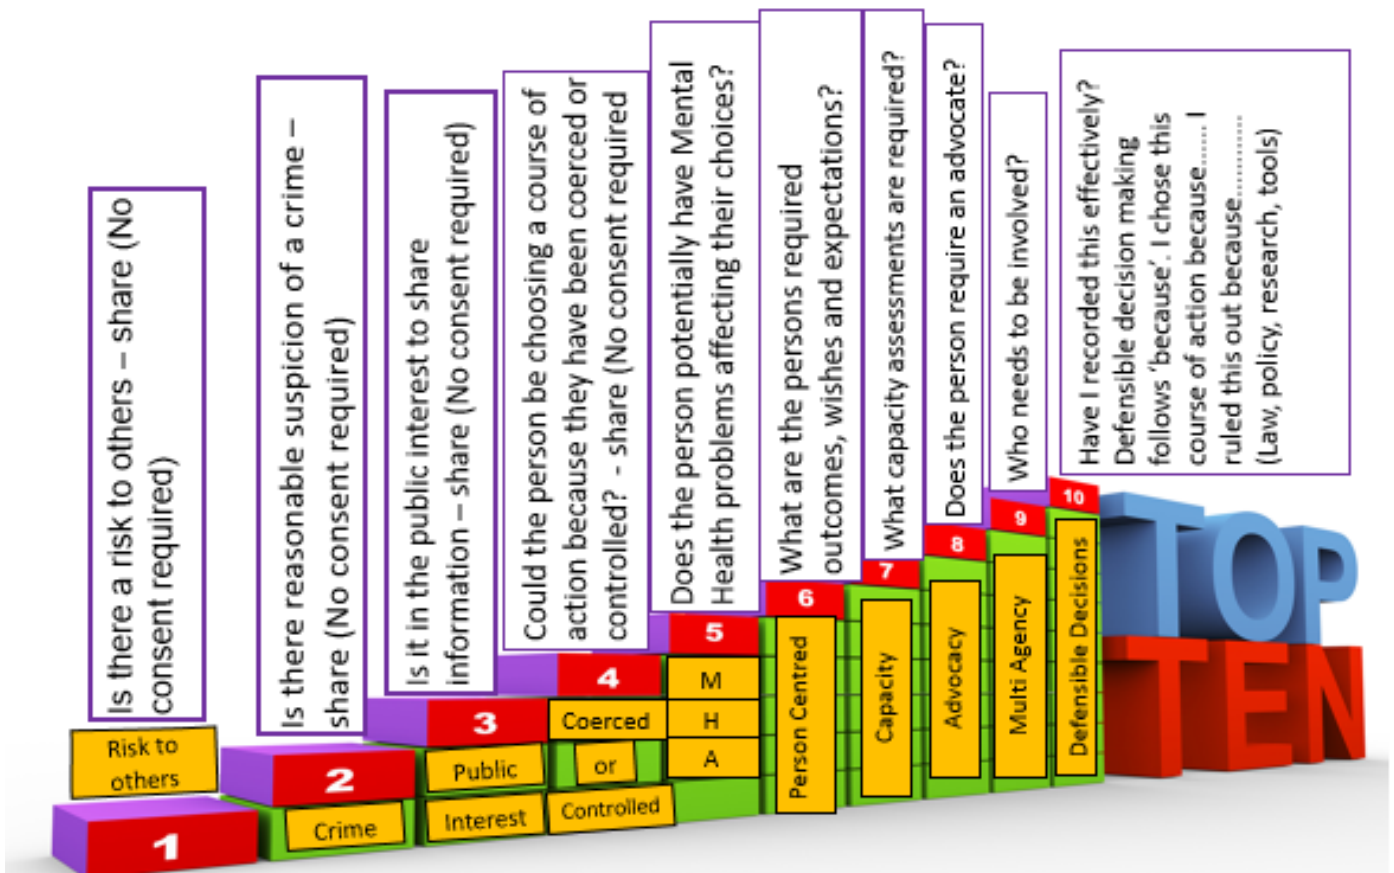 Is there a risk to others – share (No
consent required)
Risk to
others
1
Is there reasonable suspicion of a crime –
share (No consent required)
2
Crime
Is it in the public interest to share
information – share (No consent required)
3
Public
Interest
Could the person be choosing a course of
action because they have been coerced or
controlled?  - share (No consent required
4
Coerced
or
Controlled
Does the person potentially have Mental
Health problems affecting their choices?
5
M
H
A
What are the persons required
outcomes, wishes and expectations?
6
Person Centred
What capacity assessments are required?
7
Capacity
Does the person require an advocate?
8
Advocacy
Who needs to be involved?
9
Multi Agency
Have I recorded this effectively?
Defensible decision making
follows ‘because’. I chose this
course of action because...... I
ruled this out because..............
(Law, policy, research, tools)
10
Defensible Decisions
TOP
TEN